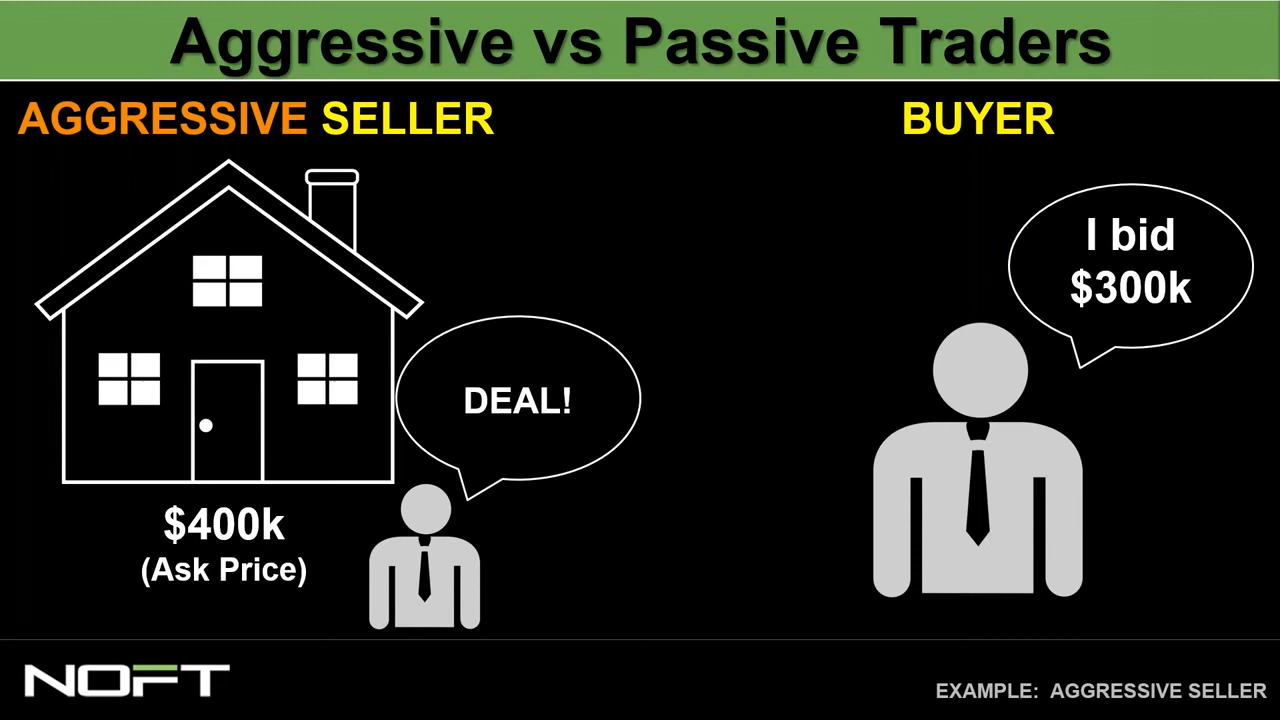 Aggressive vs Passive Traders
AGGRESSIVE SELLER
BUYER
I bid
$300k
DEAL!
$400k
(Ask Price)
NOFT
EXAMPLE: AGGRESSIVE SELLER